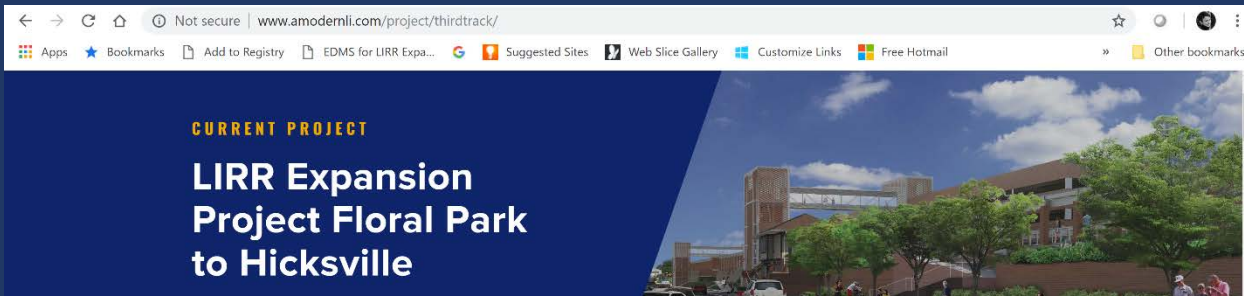 Not secure | www.amodernli.com/project/thirdtrack/
Apps Bookmarks Add to Registry EDMS for LIRR Expa... Suggested Sites Web Slice Gallery Customize Links Free Hotmail » Other bookmarks
CURRENT PROJECT
LIRR Expansion
Project Floral Park
to Hicksville